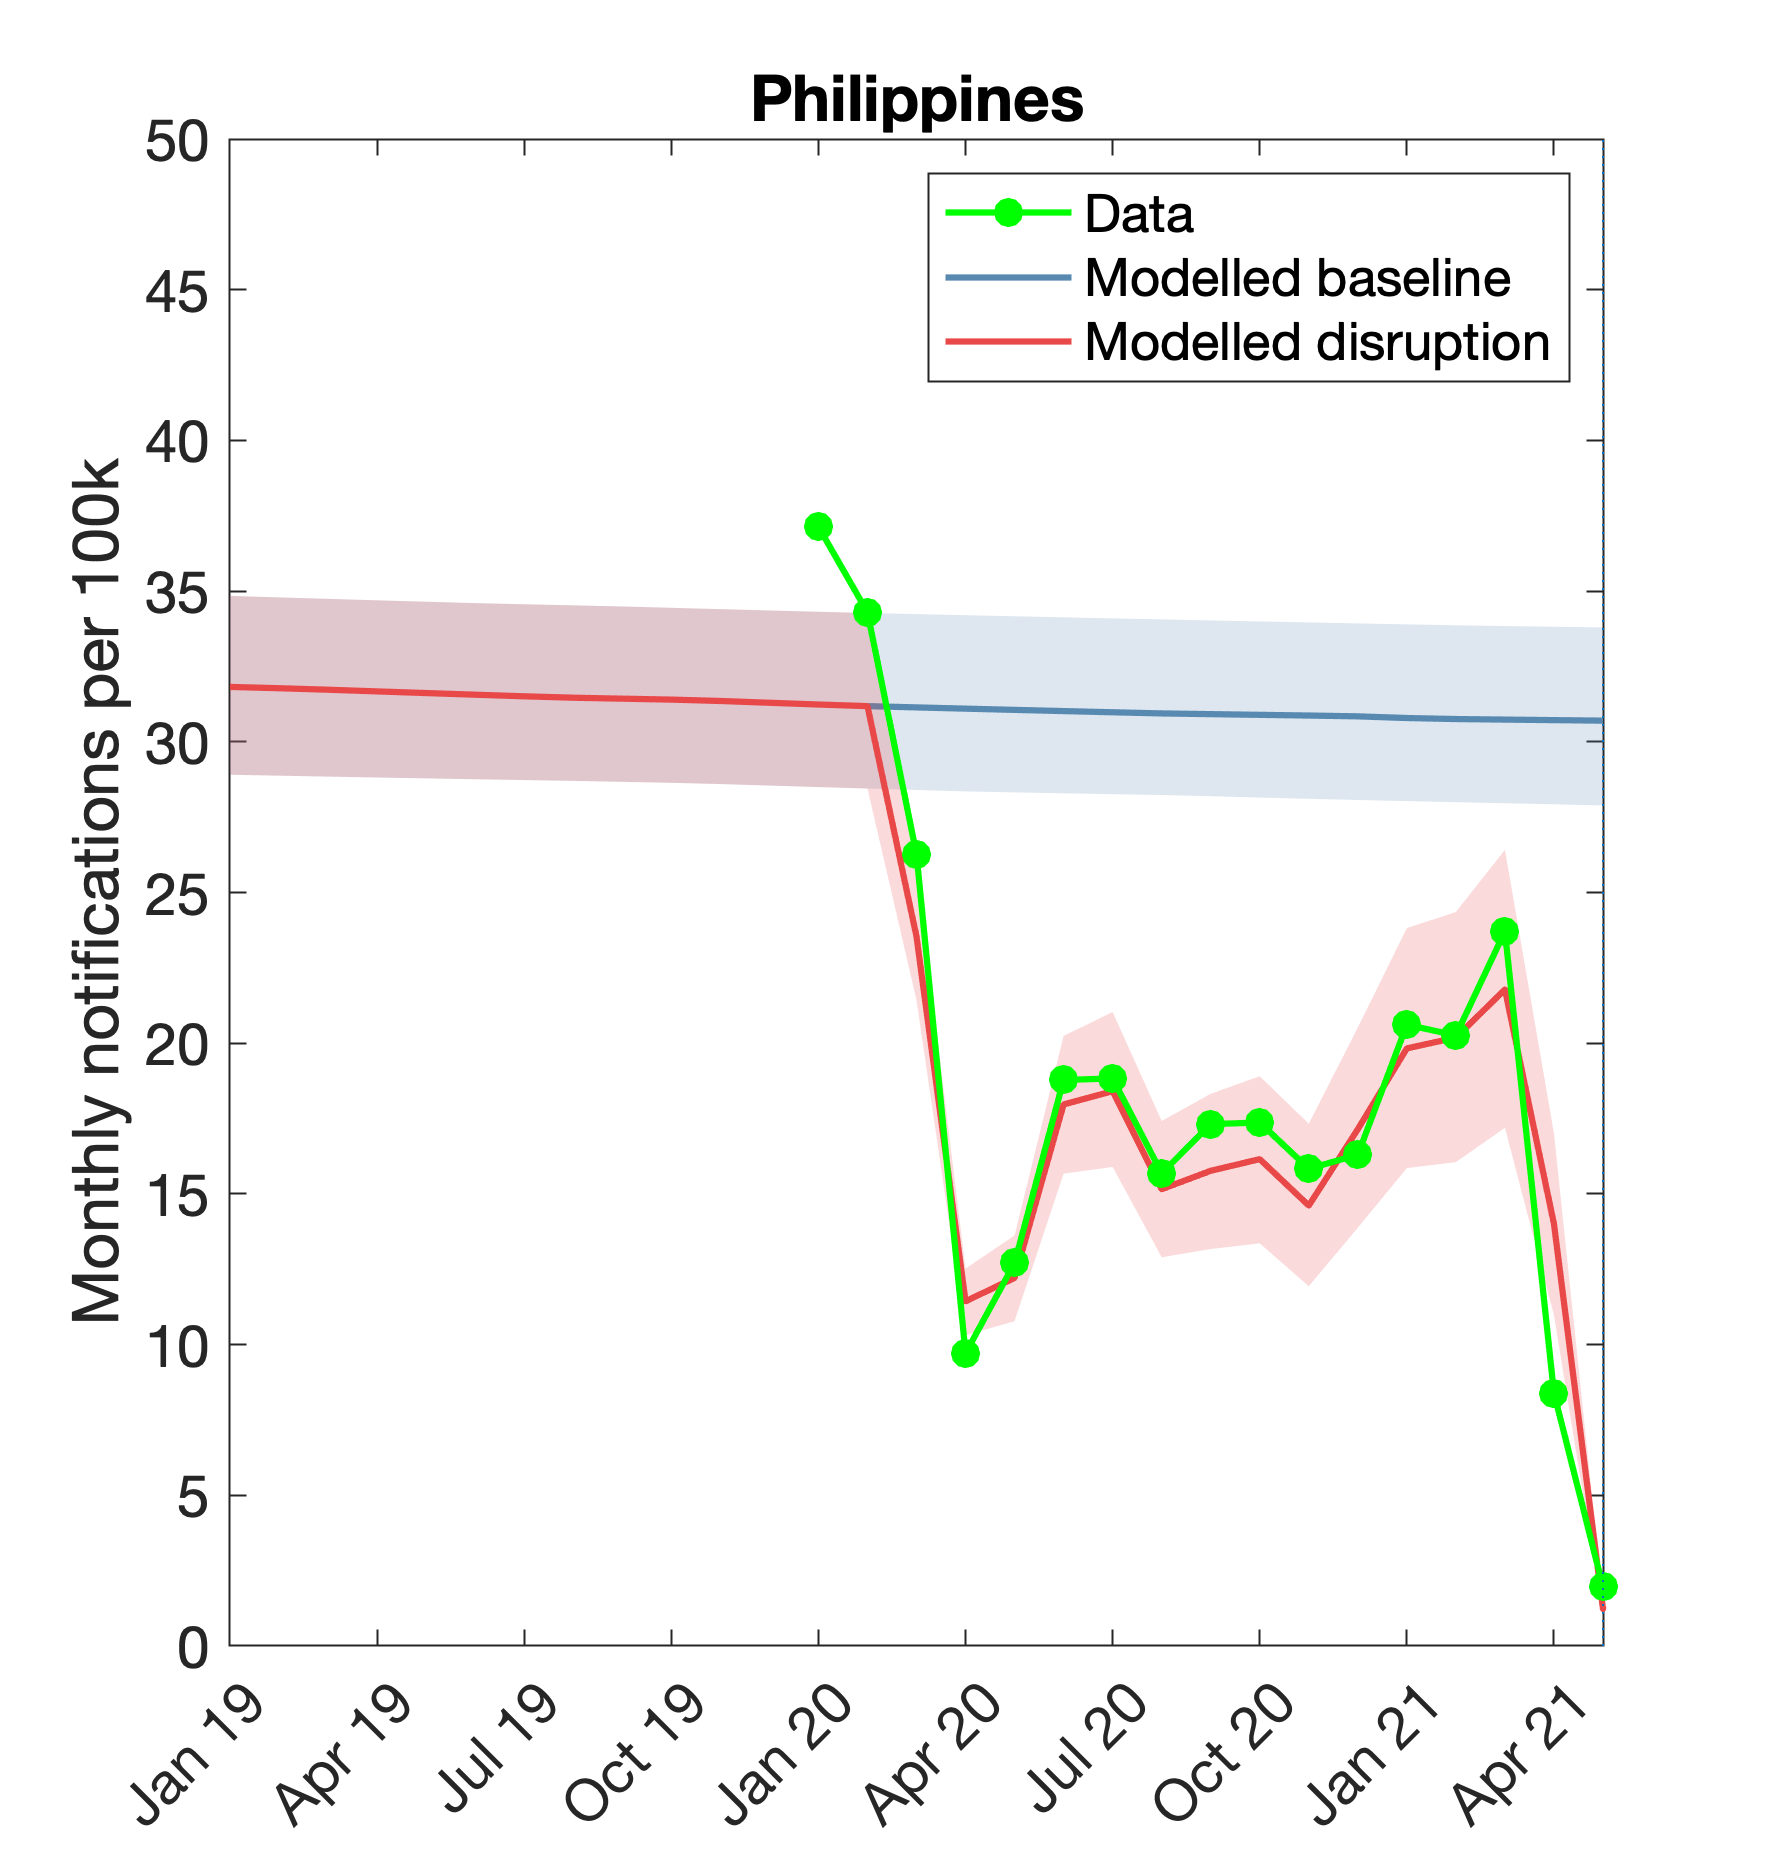 Philippines
50
45
40
35
30
25
20
15
10
5
0
Monthly notifications per 100k
Data
Modelled baseline
Modelled disruption
Jan 19
Apr 19
Jul 19
Oct 19
Jan 20
Apr 20
Jul 20
Oct 20
Jan 21
Apr 21